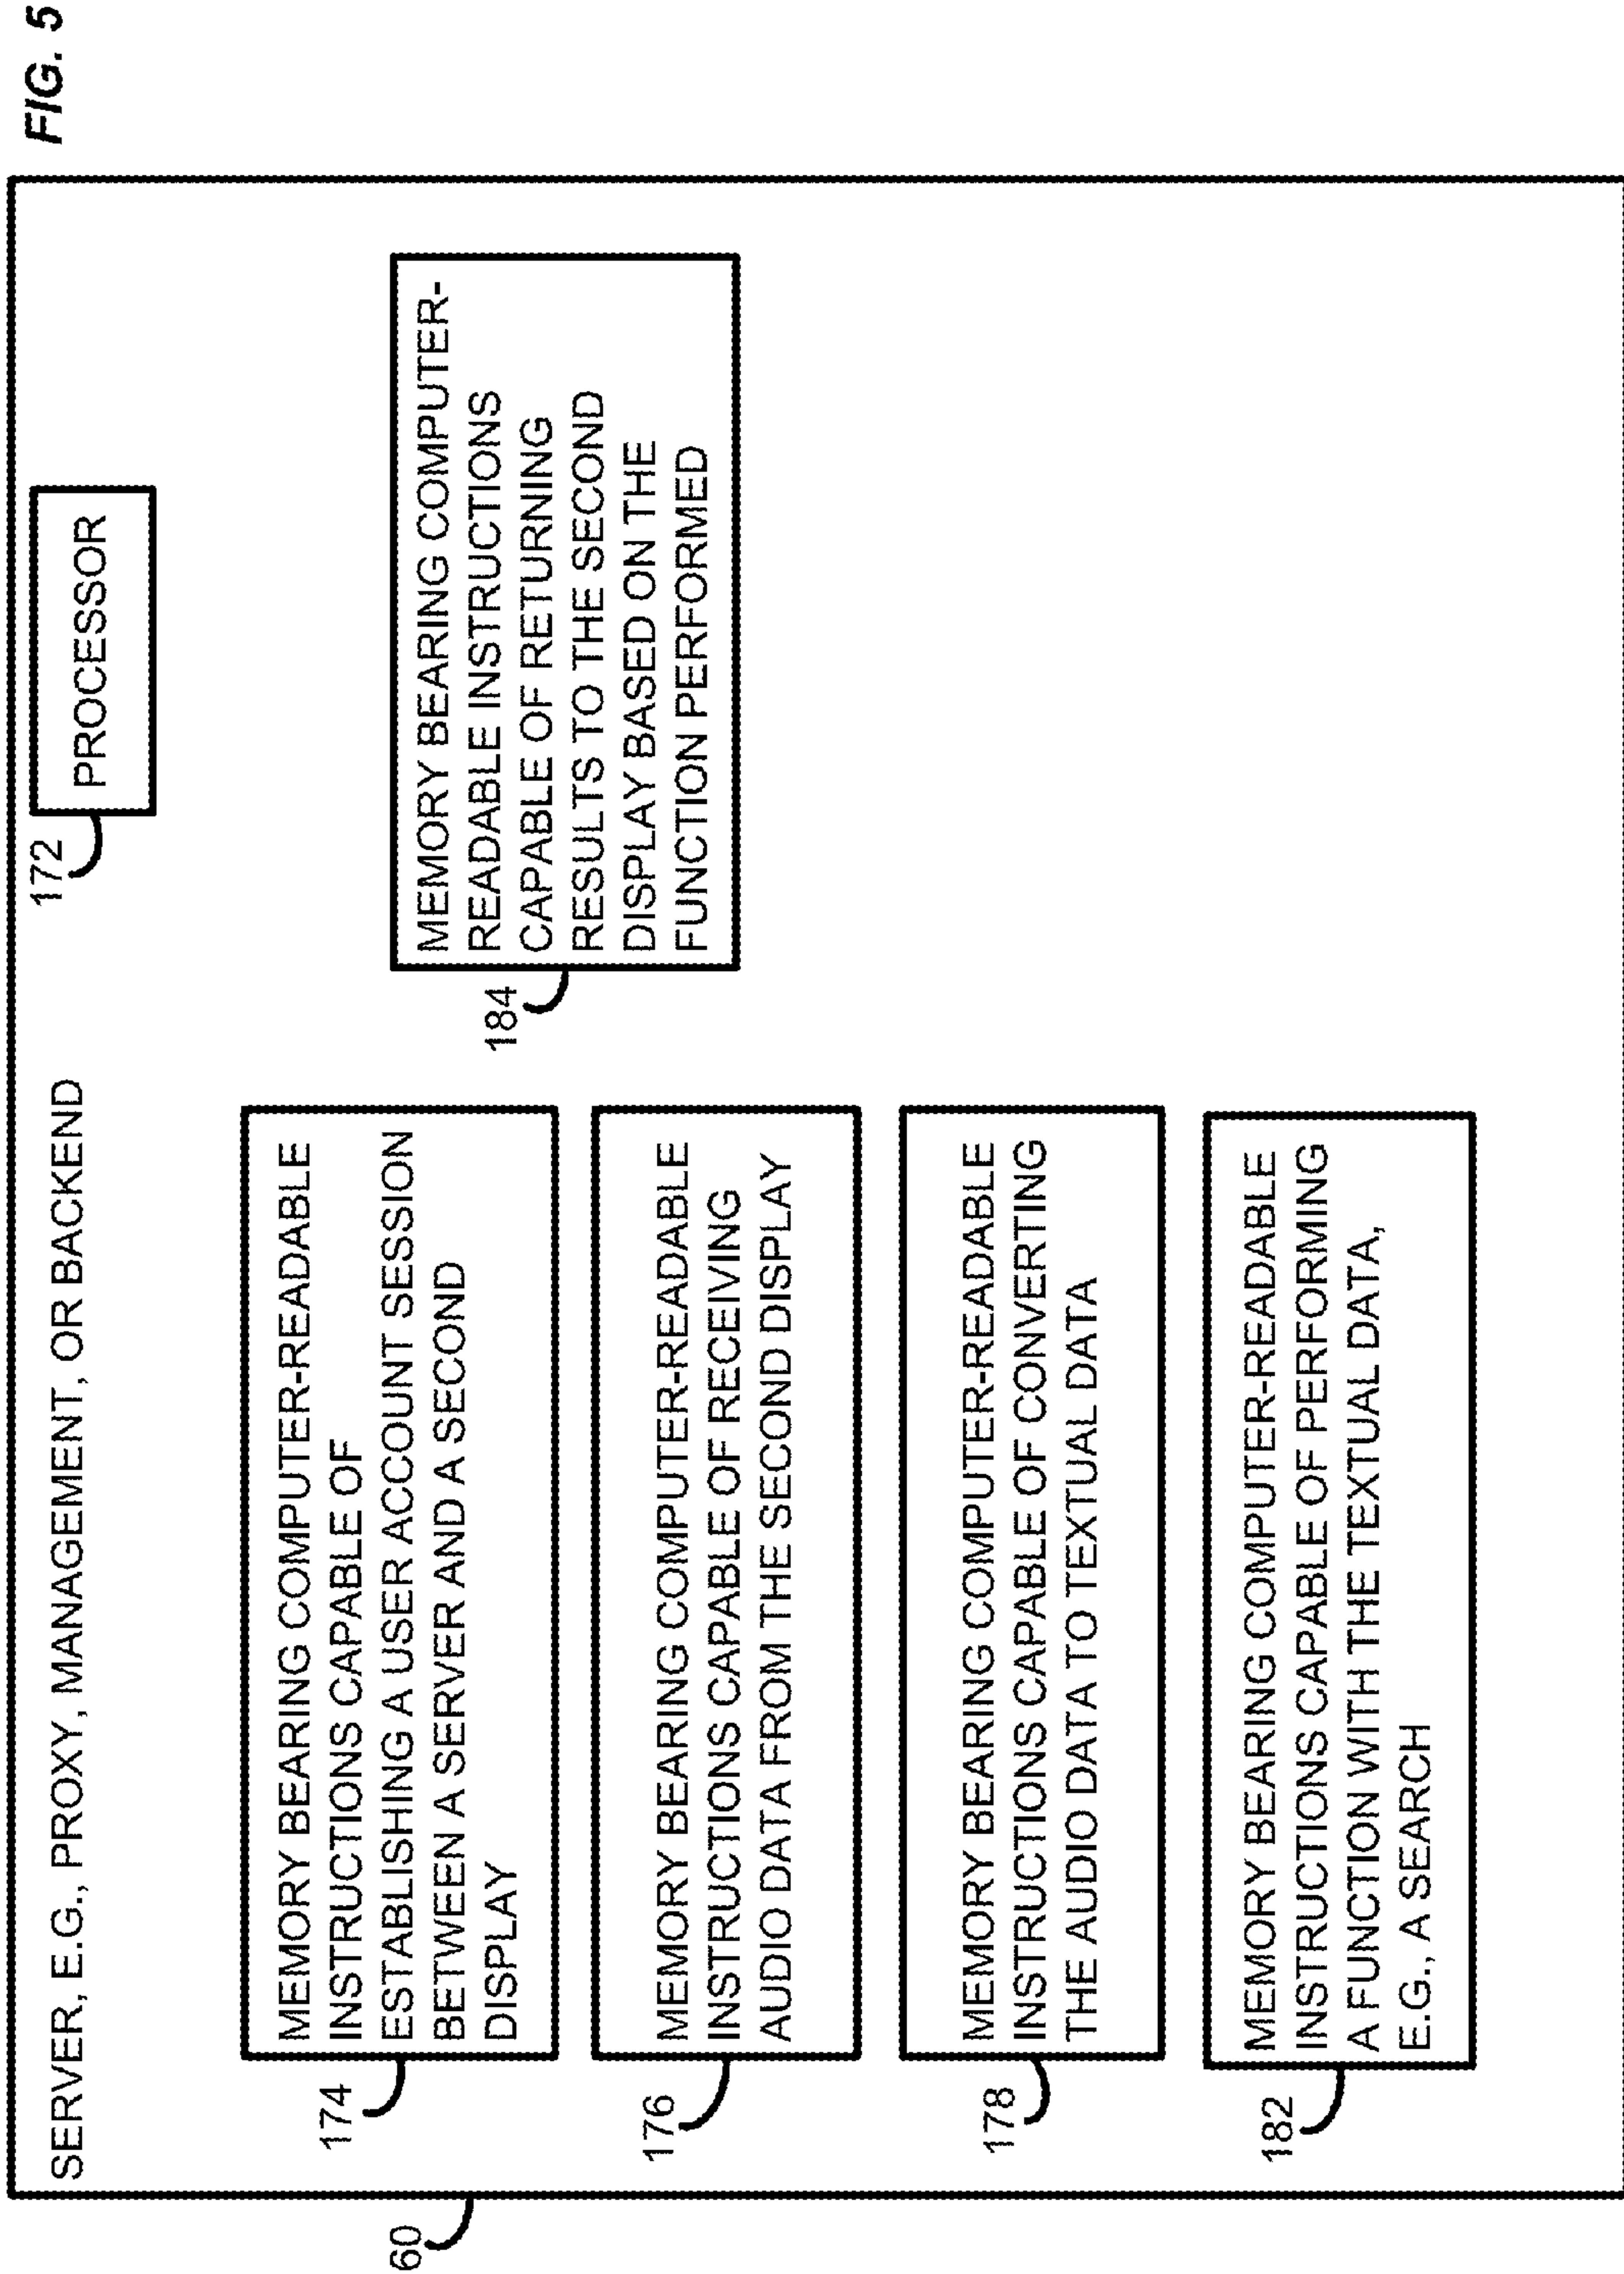 FIG. 5
SERVER, E.G., PROXY, MANAGEMENT, OR BACKEND
60
172
PROCESSOR
174
MEMORY BEARING COMPUTER-READABLE
INSTRUCTIONS CAPABLE OF
ESTABLISHING A USER ACCOUNT SESSION
BETWEEN A SERVER AND A SECOND
DISPLAY
176
MEMORY BEARING COMPUTER-READABLE
INSTRUCTIONS CAPABLE OF RECEIVING
AUDIO DATA FROM THE SECOND DISPLAY
178
MEMORY BEARING COMPUTER-READABLE
INSTRUCTIONS CAPABLE OF CONVERTING
THE AUDIO DATA TO TEXTUAL DATA
182
MEMORY BEARING COMPUTER-READABLE
INSTRUCTIONS CAPABLE OF PERFORMING
A FUNCTION WITH THE TEXTUAL DATA,
E.G., A SEARCH
184
MEMORY BEARING COMPUTER-
READABLE INSTRUCTIONS
CAPABLE OF RETURNING
RESULTS TO THE SECOND
DISPLAY BASED ON THE
FUNCTION PERFORMED